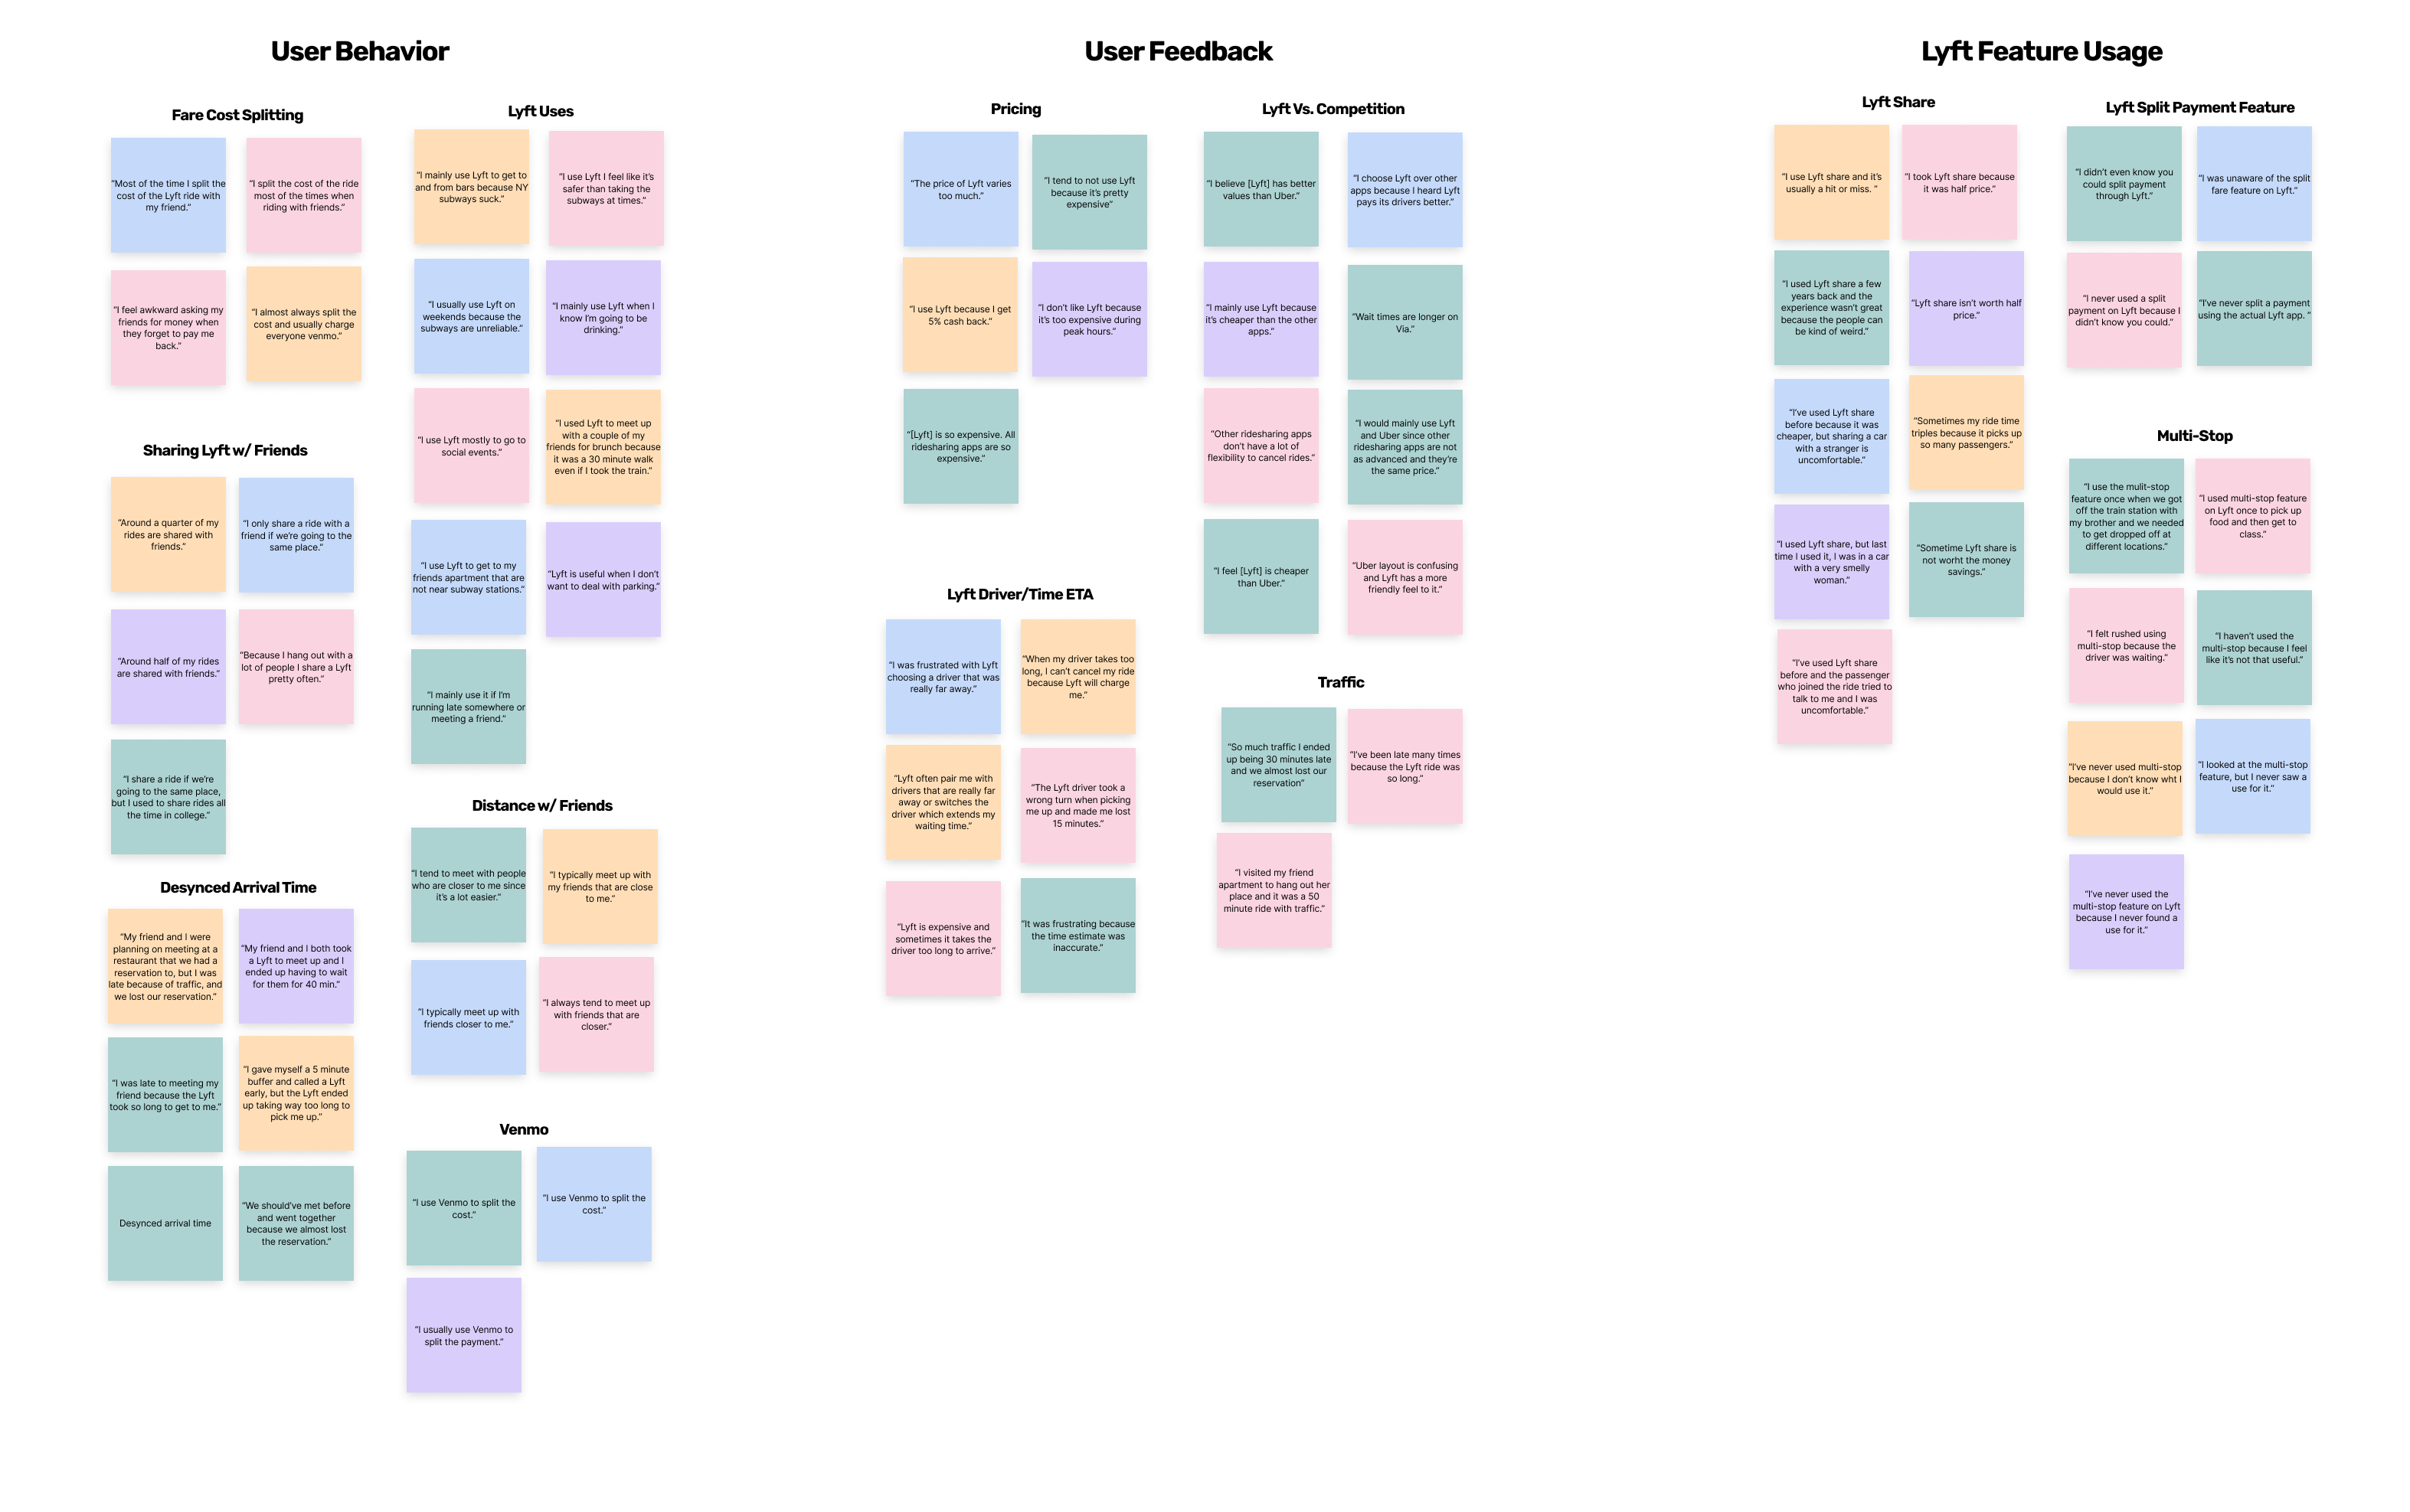 User Behavior
Fare Cost Splitting
“Most of the time I split the
cost of the Lyft ride with
my friend.”
“I split the cost of the ride
most of the times when
riding with friends.”
“I feel awkward asking my
friends for money when
they forget to pay me
back.”
“I almost always split the
cost and usually charge
everyone venmo.”
Sharing Lyft w/ Friends
“Around a quarter of my
rides are shared with
friends.”
“I only share a ride with a
friend if we’re going to the
same place.”
“Around half of my rides
are shared with friends.”
“Because I hang out with a
lot of people I share a Lyft
pretty often.”
“I share a ride if we’re
going to the same place,
but I used to share rides all
the time in college.”
Desynced Arrival Time
“My friend and I were
planning on meeting at a
restaurant that we had a
reservation to, but I was
late because of traffic, and
we lost our reservation.”
“My friend and I both took
a Lyft to meet up and I
ended up having to wait
for them for 40 min.”
“I was late to meeting my
friend because the Lyft
took so long to get to me.”
“I gave myself a 5 minute
buffer and called a Lyft
early, but the Lyft ended
up taking way too long to
pick me up.”
Desynced arrival time
“We should’ve met before
and went together
because we almost lost
the reservation.”
Lyft Uses
“I mainly use Lyft to get to
and from bars because NY
subways suck.”
“I use Lyft I feel like it’s
safer than taking the
subways at times.”
“I usually use Lyft on
weekends because the
subways are unreliable.”
“I mainly use Lyft when I
know I’m going to be
drinking.”
“I use Lyft mostly to go to
social events.”
“I used Lyft to meet up
with a couple of my
friends for brunch because
it was a 30 minute walk
even if I took the train.”
“I use Lyft to get to my
friends apartment that are
not near subway stations.”
“Lyft is useful when I don’t
want to deal with parking.”
“I mainly use it if I’m
running late somewhere or
meeting a friend.”
Distance w/ Friends
“I tend to meet with people
who are closer to me since
it’s a lot easier.”
“I typically meet up with
my friends that are close
to me.”
“I typically meet up with
friends closer to me.”
“I always tend to meet up
with friends that are
closer.”
Venmo
“I use Venmo to split the
cost.”
“I use Venmo to split the
cost.”
“I usually use Venmo to
split the payment.”
User Feedback
Pricing
“The price of Lyft varies
too much.”
“I tend to not use Lyft
because it’s pretty
expensive”
“I use Lyft because I get
5% cash back.”
“I don’t like Lyft because
it’s too expensive during
peak hours.”
“[Lyft] is so expensive. All
ridesharing apps are so
expensive.”
Lyft Driver/Time ETA
“I was frustrated with Lyft
choosing a driver that was
really far away.”
“When my driver takes too
long, I can’t cancel my ride
because Lyft will charge
me.”
“Lyft often pair me with
drivers that are really far
away or switches the
driver which extends my
waiting time.”
“The Lyft driver took a
wrong turn when picking
me up and made me lost
15 minutes.”
“Lyft is expensive and
sometimes it takes the
driver too long to arrive.”
“It was frustrating because
the time estimate was
inaccurate.”
Lyft Vs. Competition
“I believe [Lyft] has better
values than Uber.”
“I choose Lyft over other
apps because I heard Lyft
pays its drivers better.”
“I mainly use Lyft because
it’s cheaper than the other
apps.”
“Wait times are longer on
Via.”
“Other ridesharing apps
don’t have a lot of
flexibility to cancel rides.”
“I would mainly use Lyft
and Uber since other
ridesharing apps are not
as advanced and they’re
the same price.”
“I feel [Lyft] is cheaper
than Uber.”
“Uber layout is confusing
and Lyft has a more
friendly feel to it.”
Traffic
“So much traffic I ended
up being 30 minutes late
and we almost lost our
reservation”
“I’ve been late many times
because the Lyft ride was
so long.”
“I visited my friend
apartment to hang out her
place and it was a 50
minute ride with traffic.”
Lyft Feature Usage
Lyft Share
“I use Lyft share and it’s
usually a hit or miss. ”
“I took Lyft share because
it was half price.”
“I used Lyft share a few
years back and the
experience wasn’t great
because the people can
be kind of weird.”
“Lyft share isn’t worth half
price.”
“I’ve used Lyft share
before because it was
cheaper, but sharing a car
with a stranger is
uncomfortable.”
“Sometimes my ride time
triples because it picks up
so many passengers.”
“I used Lyft share, but last
time I used it, I was in a car
with a very smelly
woman.”
“Sometime Lyft share is
not worht the money
savings.”
“I’ve used Lyft share
before and the passenger
who joined the ride tried to
talk to me and I was
uncomfortable.”
Lyft Split Payment Feature
“I didn’t even know you
could split payment
through Lyft.”
“I was unaware of the split
fare feature on Lyft.”
“I never used a split
payment on Lyft because I
didn’t know you could.”
“I’ve never split a payment
using the actual Lyft app. ”
Multi-Stop
“I use the mulit-stop
feature once when we got
off the train station with
my brother and we needed
to get dropped off at
different locations.”
“I used multi-stop feature
on Lyft once to pick up
food and then get to
class.”
“I felt rushed using
multi-stop because the
driver was waiting.”
“I haven’t used the
multi-stop because I feel
like it’s not that useful.”
“I’ve never used multi-stop
because I don’t know wht I
would use it.”
“I looked at the multi-stop
feature, but I never saw a
use for it.”
“I’ve never used the
multi-stop feature on Lyft
because I never found a
use for it.”